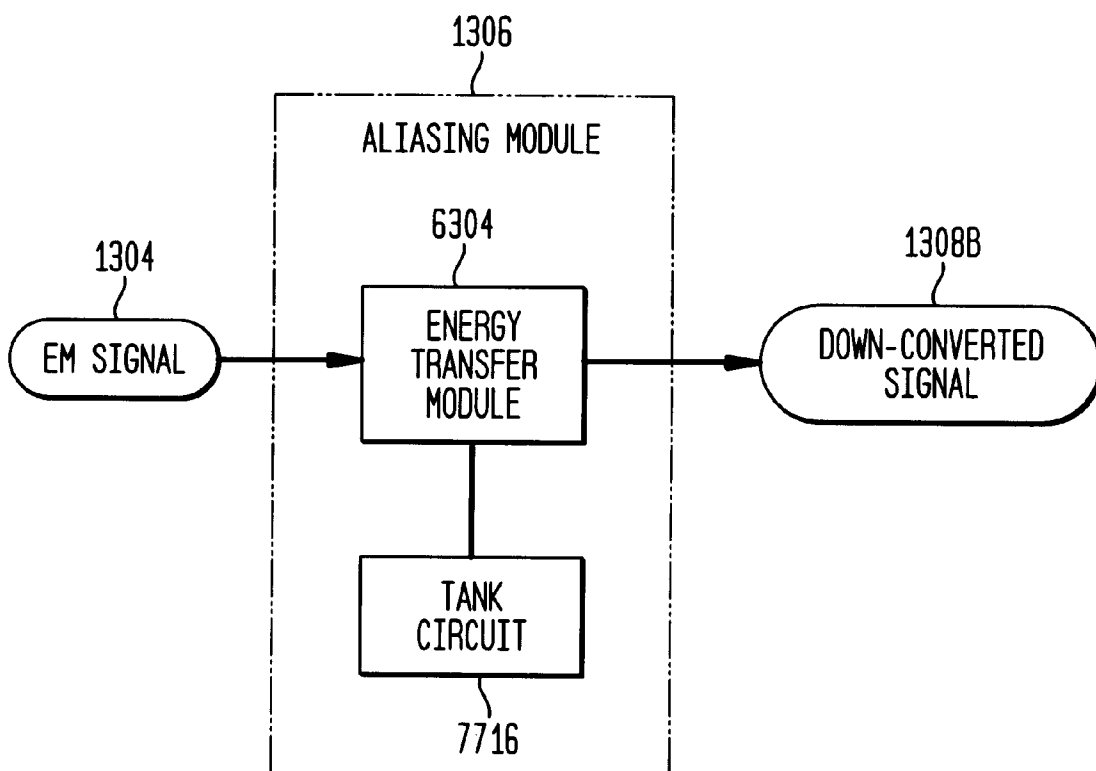 1306
ALIASING MODULE
6304
1304
1308B
EM SIGNAL
ENERGY
TRANSFER
MODULE
DOWN-CONVERTED
SIGNAL
TANK
CIRCUIT
7716